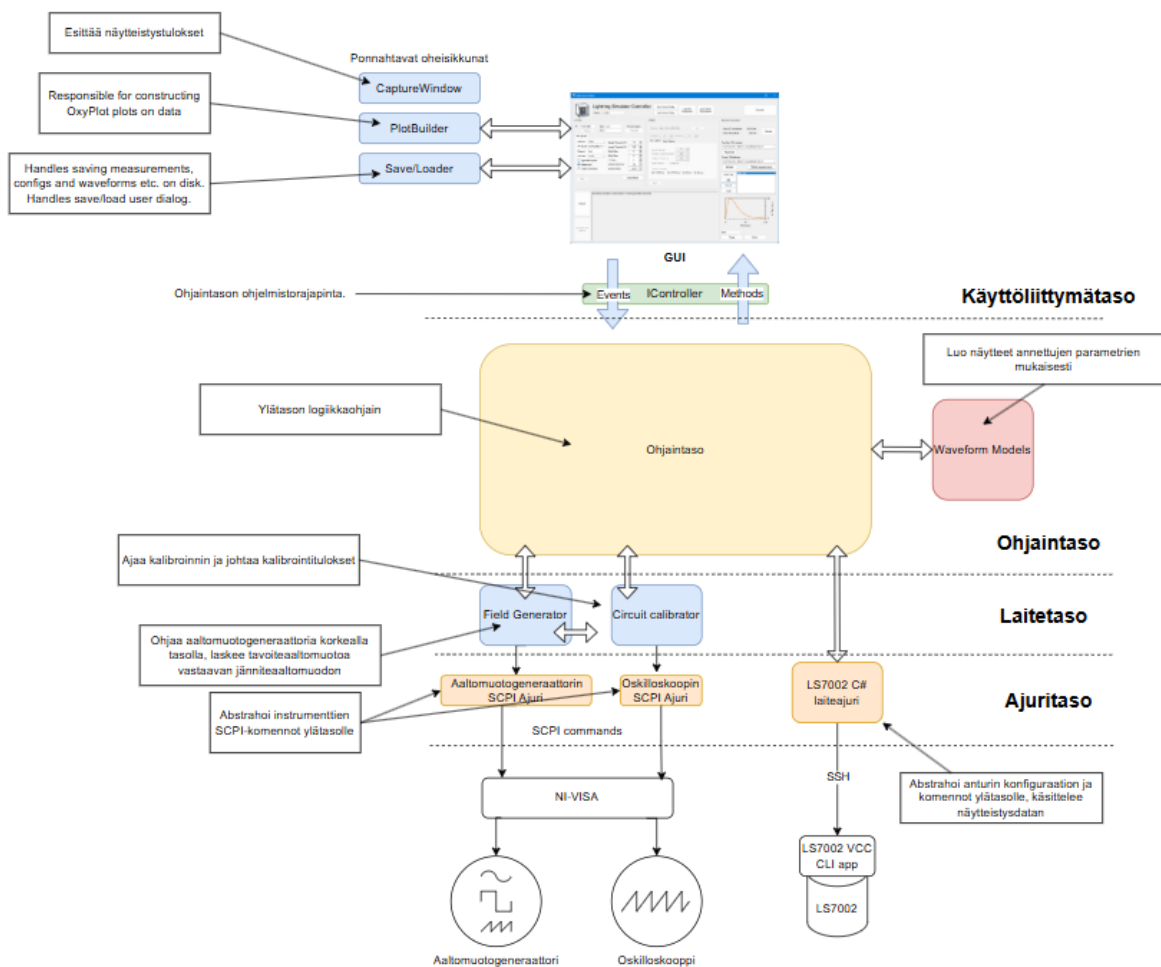 Esittää näytteistystulokset
Ponnahtavat oheisikkunat
CaptureWindow
Responsible for constructing
OxyPlot plots on data
PlotBuilder
Handles saving measurements,
configs and waveforms etc. on disk.
Handles save/load user dialog.
Save/Loader
Lightning Simulator Controller
GUI
Ohjaintason ohjelmistorajapinta.
Events
IController
Methods
Käyttöliittymätaso
Luo näytteet annettujen parametrien
mukaisesti
Ylätason logiikkaohjain
Ohjaintaso
Waveform Models
Ohjaintaso
Ajaa kalibroinnin ja johtaa kalibrointitulokset
Field Generator
Circuit calibrator
Laitetaso
Ohjaa aaltomuotogeneraattoria korkealla
tasolla, laskee tavoiteaaltomuotoa
vastaavan jänniteaaltomuodon
Aaltomuotogeneraattorin
SCPI Ajuri
Oskilloskoopin
SCPI Ajuri
LS7002 C#
laiteajuri
Ajuritaso
Abstrahoi instrumenttien
SCPI-komennot ylätasolle
SCPI commands
SSH
Abstrahoi anturin konfiguraation ja
komennot ylätasolle, käsittelee
näytteistysdatan
NI-VISA
LS7002 VCC
CLI app
LS7002
Aaltomuotogeneraattori
Oskilloskooppi